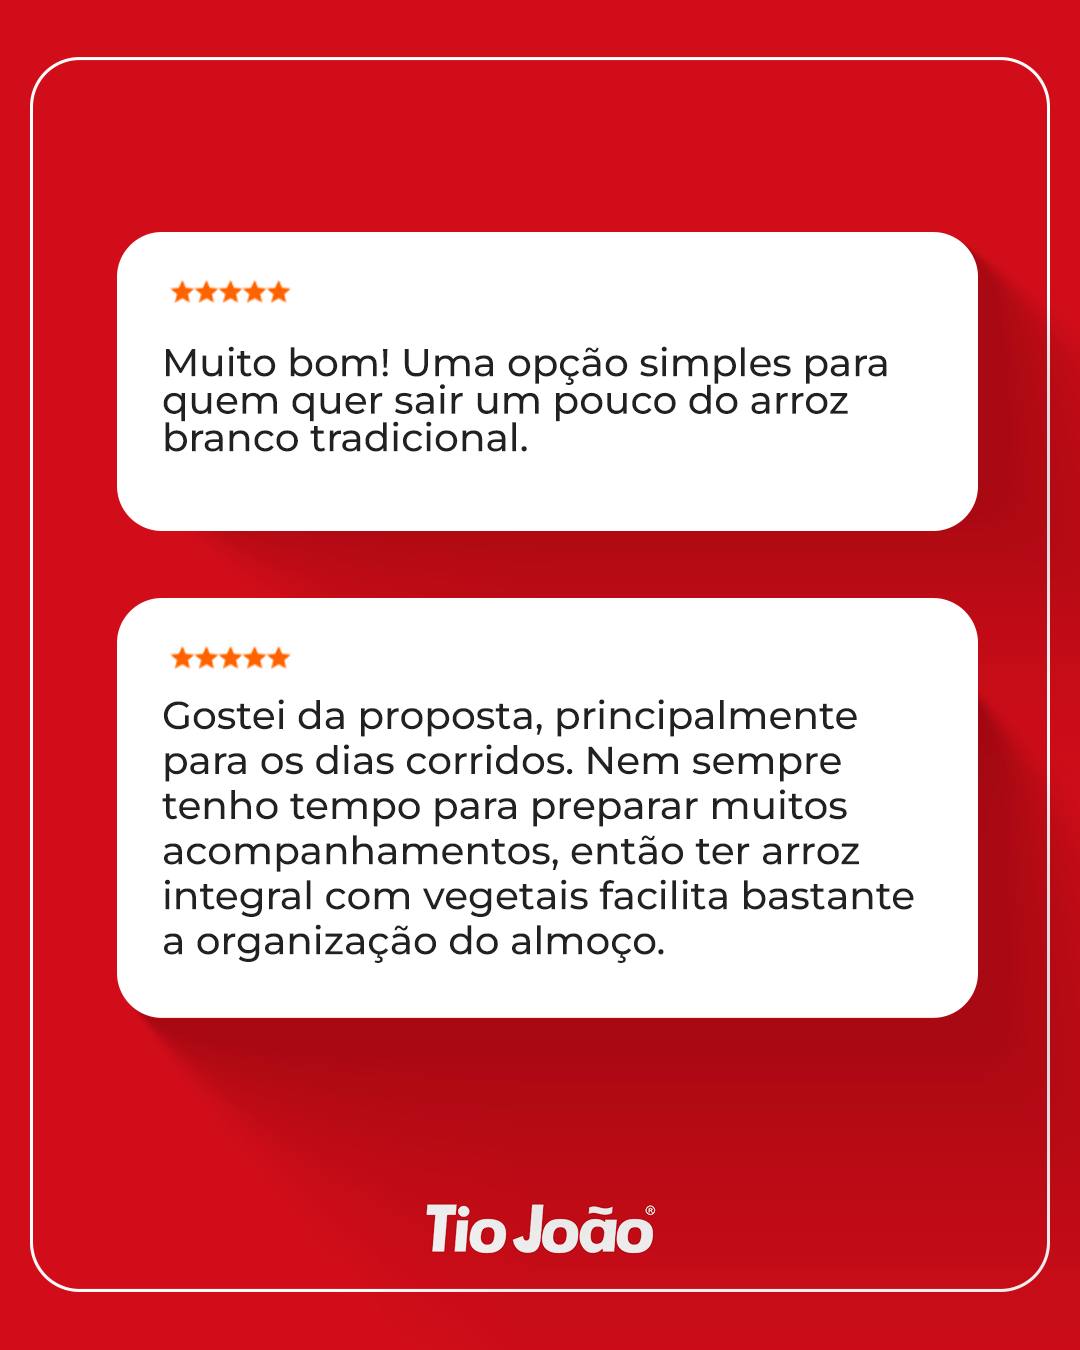 Muito bom! Uma opção simples para
quem quer sair um pouco do arroz
branco tradicional.
Gostei da proposta, principalmente
para os dias corridos. Nem sempre
tenho tempo para preparar muitos
acompanhamentos, então ter arroz
integral com vegetais facilita bastante
a organização do almoço.
Tio João®